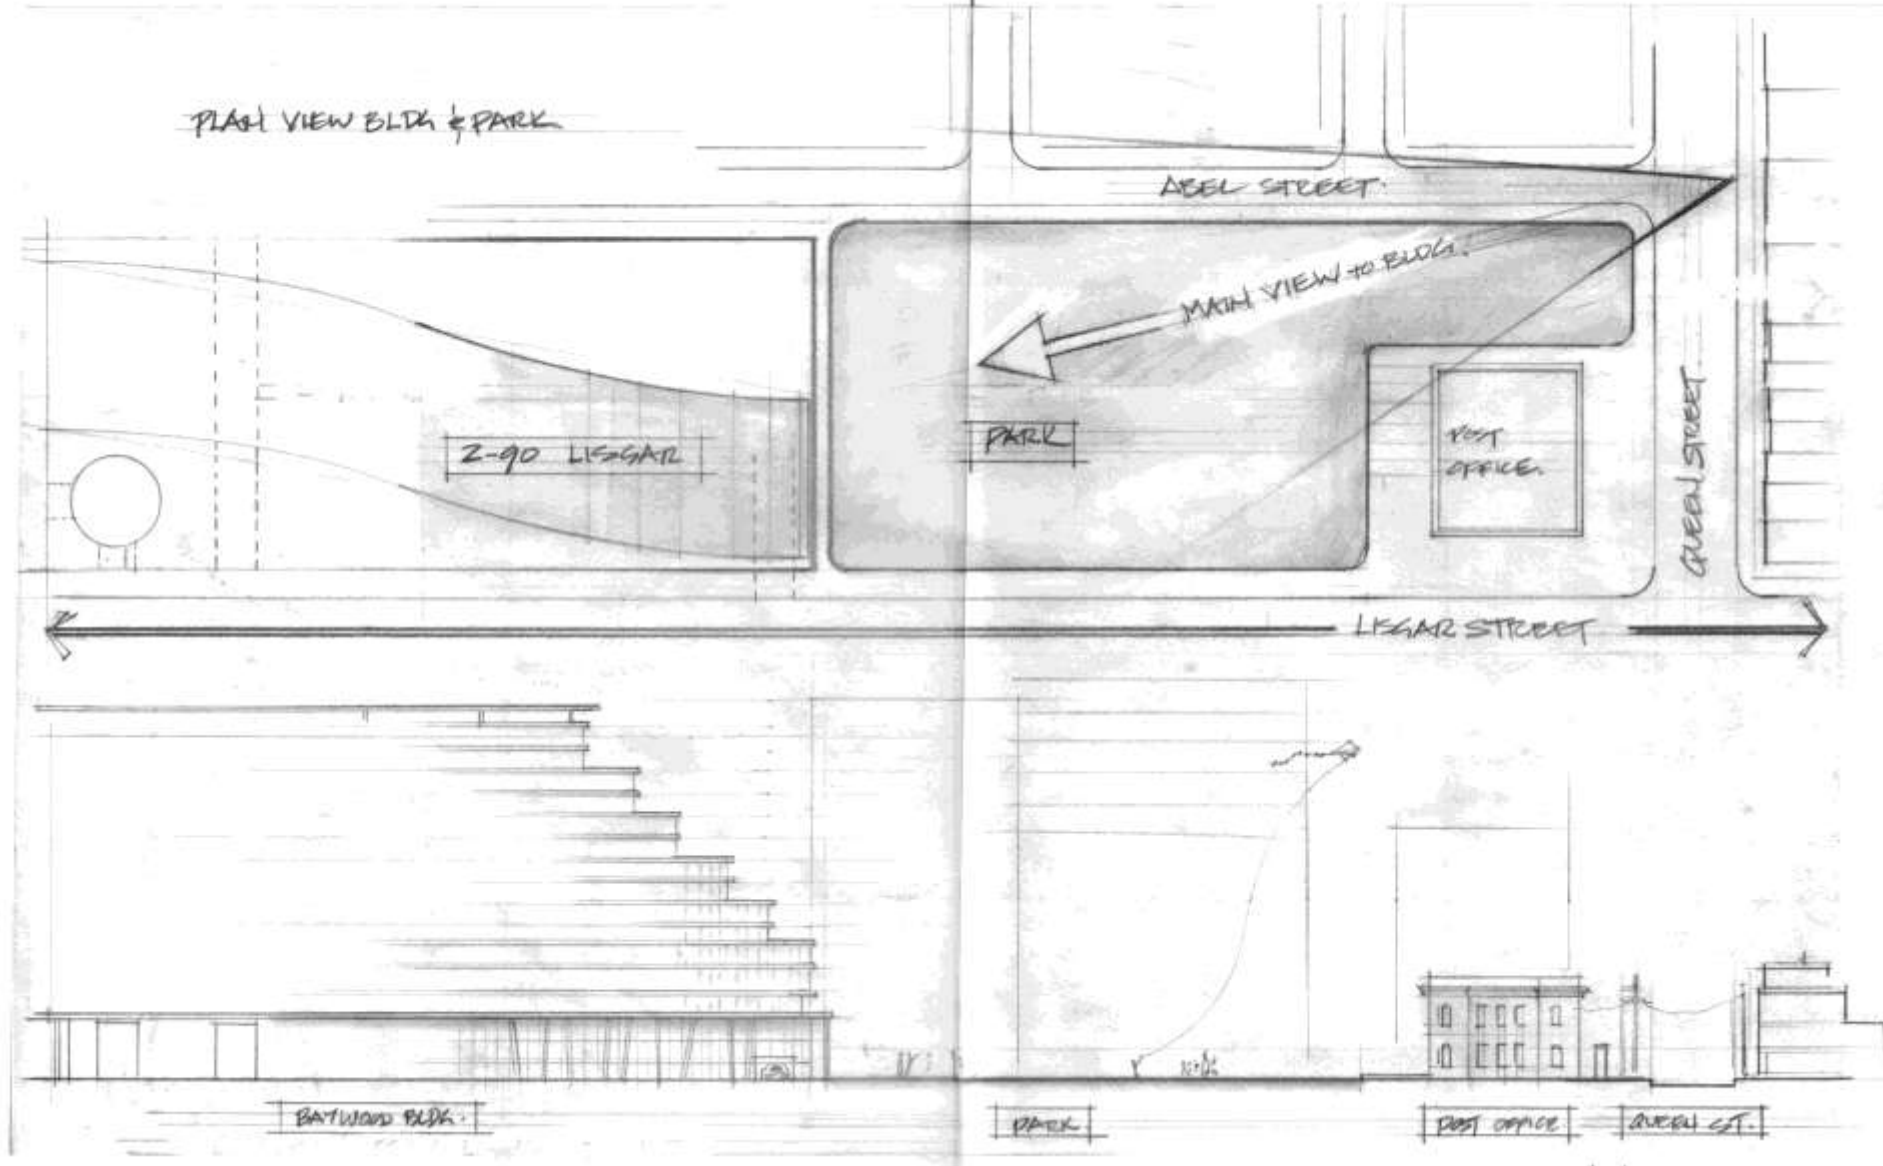 PLAN VIEW BLDG & PARK
ABEL STREET.
MAIN VIEW to BLDG.
2-90 LISGAR
PARK
POST
OFFICE.
QUEEN STREET
LISGAR STREET
BAYWOOD BLDG.
PARK
POST OFFICE
QUEEN ST.